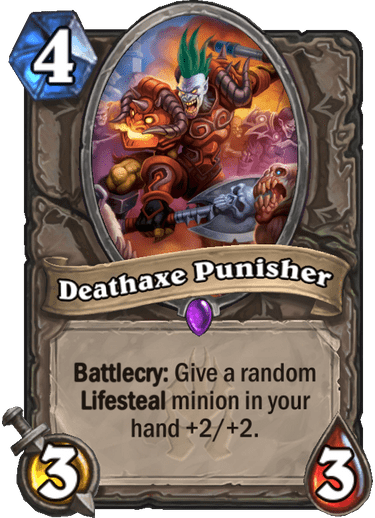 4
Deathaxe Punisher
Battlecry: Give a random
Lifesteal minion in your
hand +2/+2.
3
3